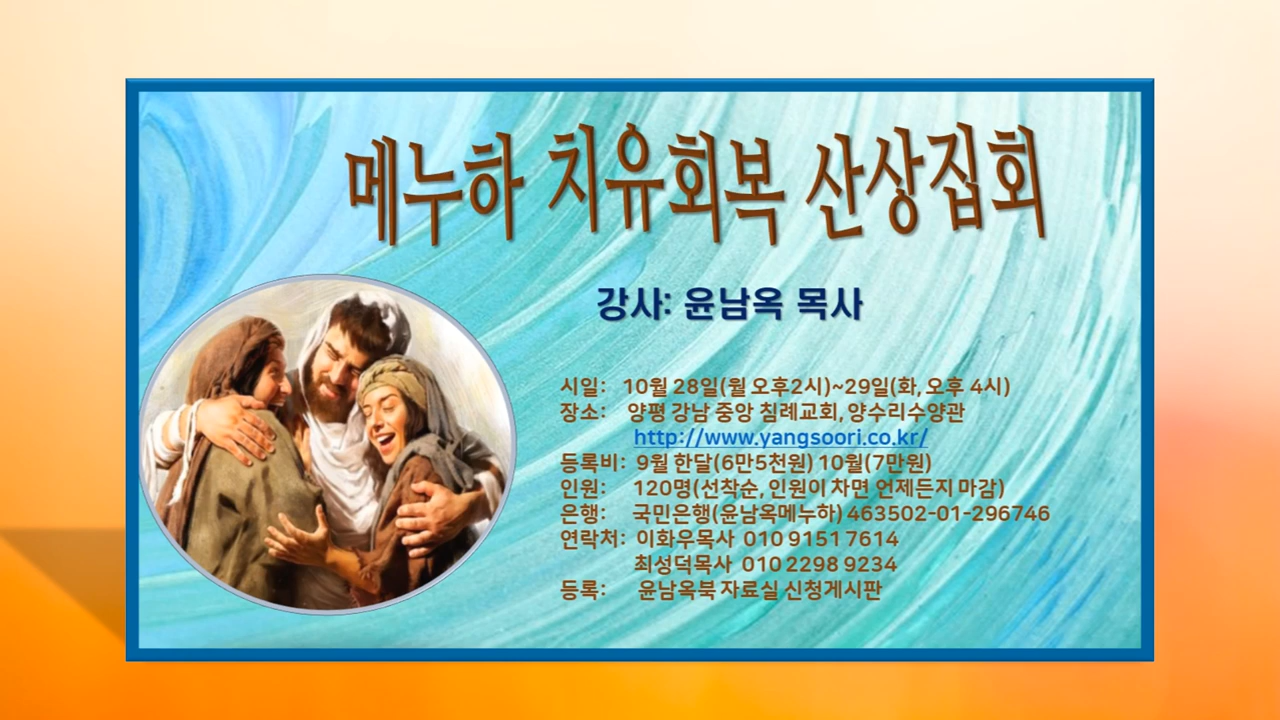 메누하 치유회복 산상집회
강사: 윤남옥 목사
시일: 10월 28일(월 오후2시)~29일(화, 오후 4시)
장소: 양평 강남 중앙 침례교회, 양수리수양관
http://www.yangsoori.co.kr/
등록비: 9월 한달(6만5천원) 10월(7만원)
인원: 120명(선착순, 인원이 차면 언제든지 마감)
은행: 국민은행(윤남옥메누하) 463502-01-296746
연락처: 이화우목사 010 9151 7614
최성덕목사 010 2298 9234
등록: 윤남옥북 자료실 신청게시판